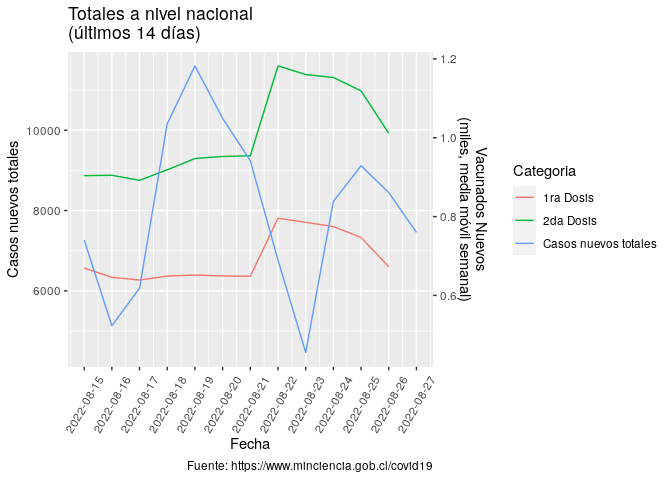 Totales a nivel nacional
(últimos 14 días)
Casos nuevos totales
10000
8000
6000
1.2
1.0
0.8
0.6
Vacunados Nuevos
(miles, media móvil semanal)
Categoria
1ra Dosis
2da Dosis
Casos nuevos totales
2022-08-15
2022-08-16
2022-08-17
2022-08-18
2022-08-19
2022-08-20
2022-08-21
2022-08-22
2022-08-23
2022-08-24
2022-08-25
2022-08-26
2022-08-27
Fecha
Fuente: https://www.minciencia.gob.cl/covid19